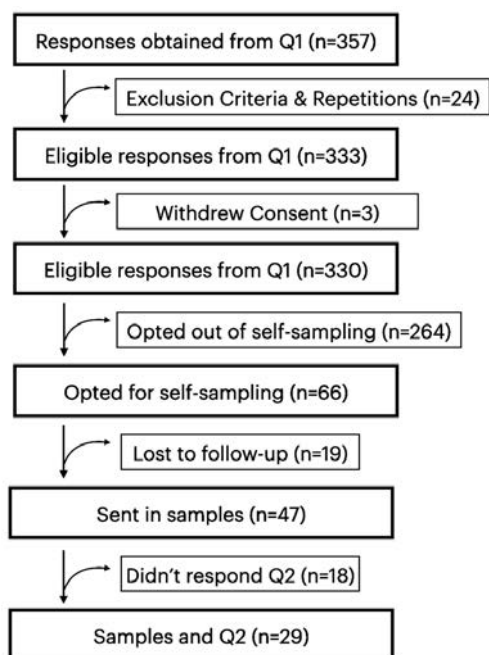 Responses obtained from Q1 (n=357)
Exclusion Criteria & Repetitions (n=24)
Eligible responses from Q1 (n=333)
Withdrew Consent (n=3)
Eligible responses from Q1 (n=330)
Opted out of self-sampling (n=264)
Opted for self-sampling (n=66)
Lost to follow-up (n=19)
Sent in samples (n=47)
Didn't respond Q2 (n=18)
Samples and Q2 (n=29)